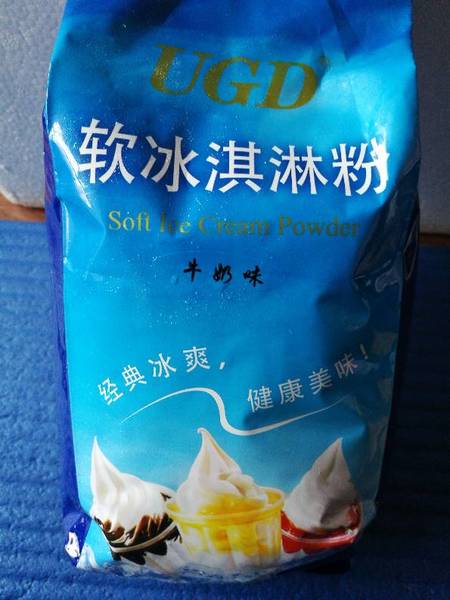 UGD
软冰淇淋粉
Soft Ice Cream Powder
牛奶味
经典冰爽，
健康美味！